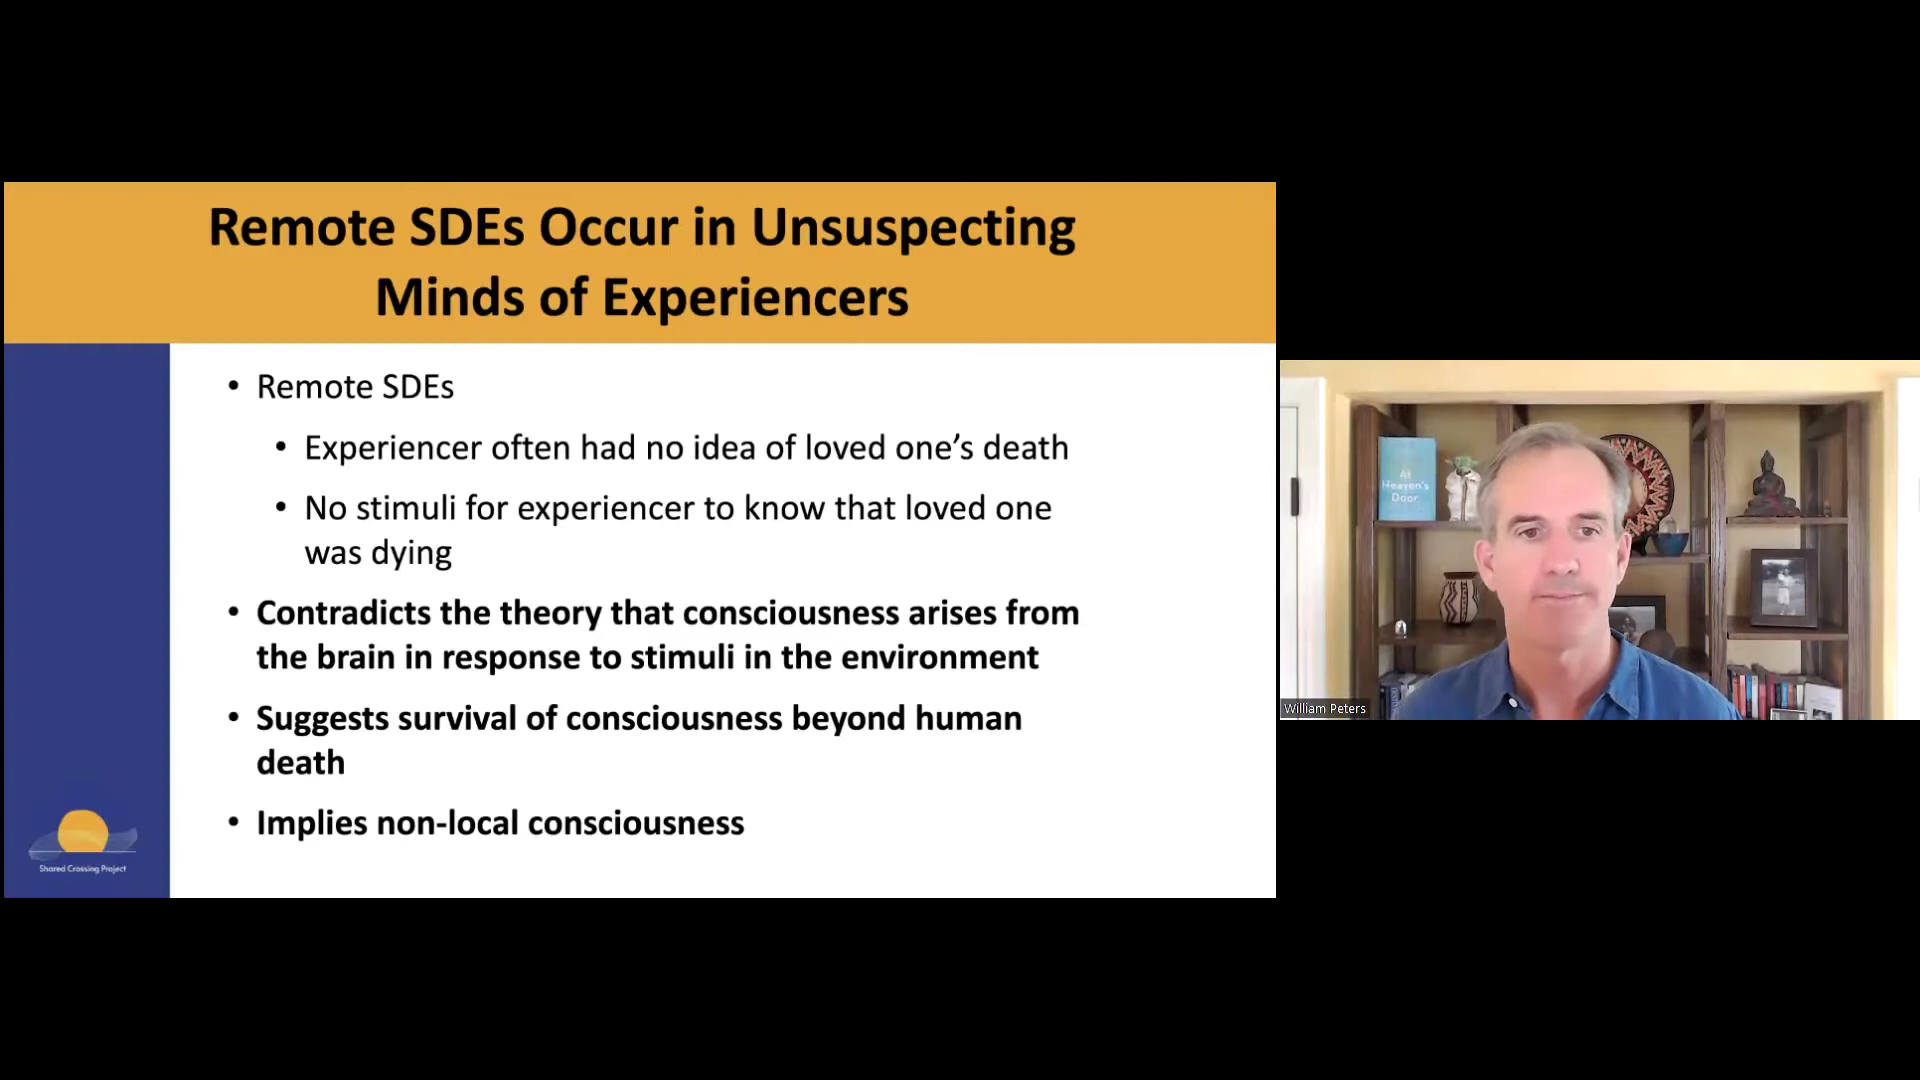 Remote SDEs Occur in Unsuspecting
Minds of Experiencers
• Remote SDEs
• Experiencer often had no idea of loved one’s death
• No stimuli for experiencer to know that loved one
was dying
• Contradicts the theory that consciousness arises from
the brain in response to stimuli in the environment
• Suggests survival of consciousness beyond human
death
• Implies non-local consciousness
Shared Crossing Project
At
Heaven's
Door
William Peters